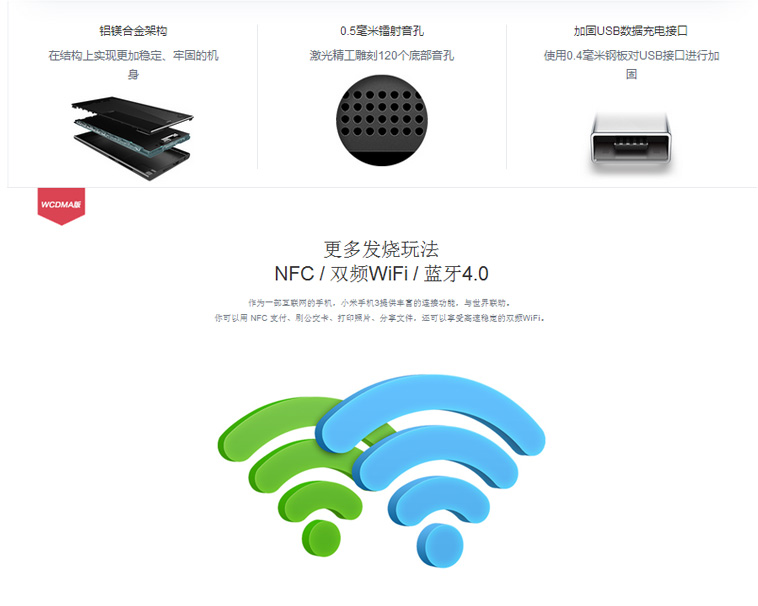 铝镁合金架构
在结构上实现更加稳定、牢固的机
身
0.5毫米镭射音孔
激光精工雕刻120个底部音孔
加固USB数据充电接口
使用0.4毫米钢板对USB接口进行加
固
WCDMA版
更多发烧玩法
NFC / 双频WiFi / 蓝牙4.0
作为一部互联网的手机，小米手机3提供丰富的连接功能，与世界联动。
你可以用 NFC 支付、刷公交卡、打印照片、分享文件，还可以享受高速稳定的双频WiFi。